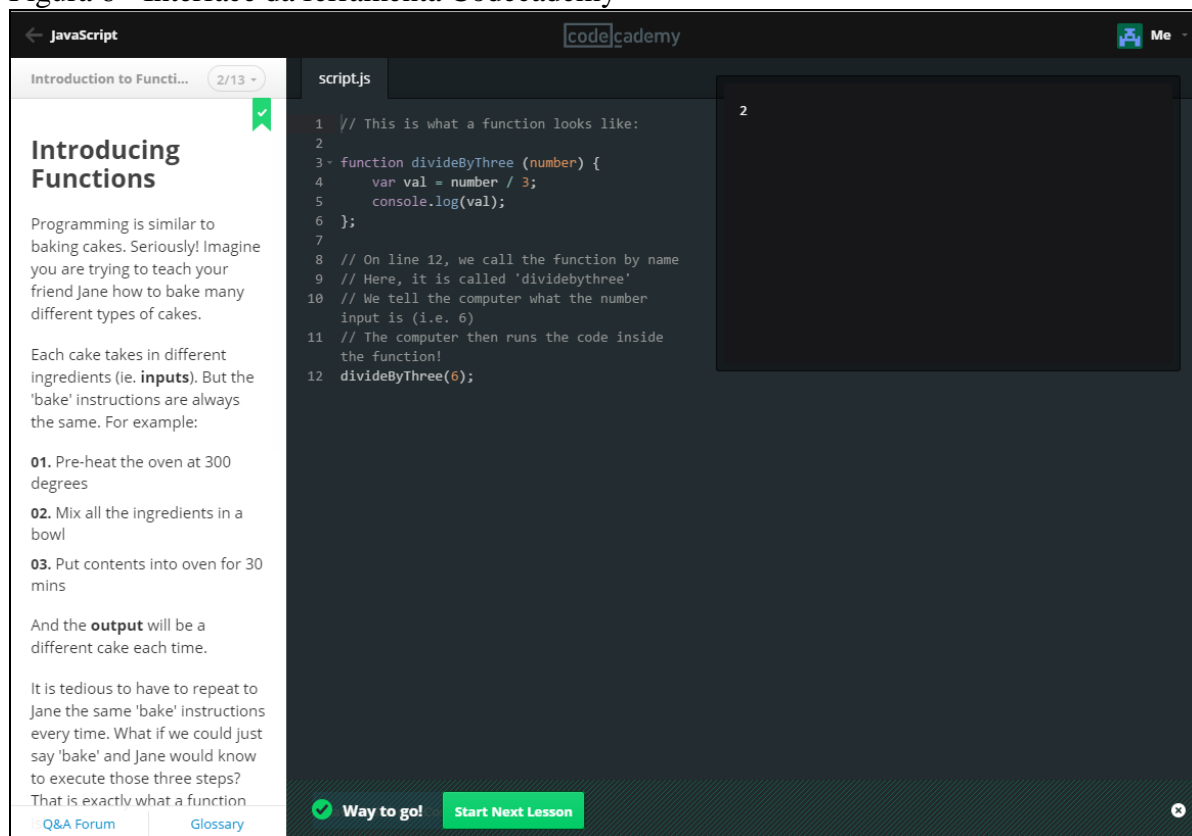 Figura 6 - Interface da ferramenta Codecademy
JavaScript
codecademy
Me
Introduction to Functi...
2/13
script.js
Introducing
Functions
Programming is similar to
baking cakes. Seriously! Imagine
you are trying to teach your
friend Jane how to bake many
different types of cakes.
Each cake takes in different
ingredients (ie. inputs). But the
'bake' instructions are always
the same. For example:
01. Pre-heat the oven at 300
degrees
02. Mix all the ingredients in a
bowl
03. Put contents into oven for 30
mins
And the output will be a
different cake each time.
It is tedious to have to repeat to
Jane the same 'bake' instructions
every time. What if we could just
say 'bake' and Jane would know
to execute those three steps?
That is exactly what a function
Q&A Forum
Glossary
1 // This is what a function looks like:
2
3 function divideByThree (number) {
4 var val = number / 3;
5 console.log(val);
6 };
7
8 // On line 12, we call the function by name
9 // Here, it is called 'dividebythree'
10 // We tell the computer what the number
input is (i.e. 6)
11 // The computer then runs the code inside
the function!
12 divideByThree(6);
2
Way to go!
Start Next Lesson